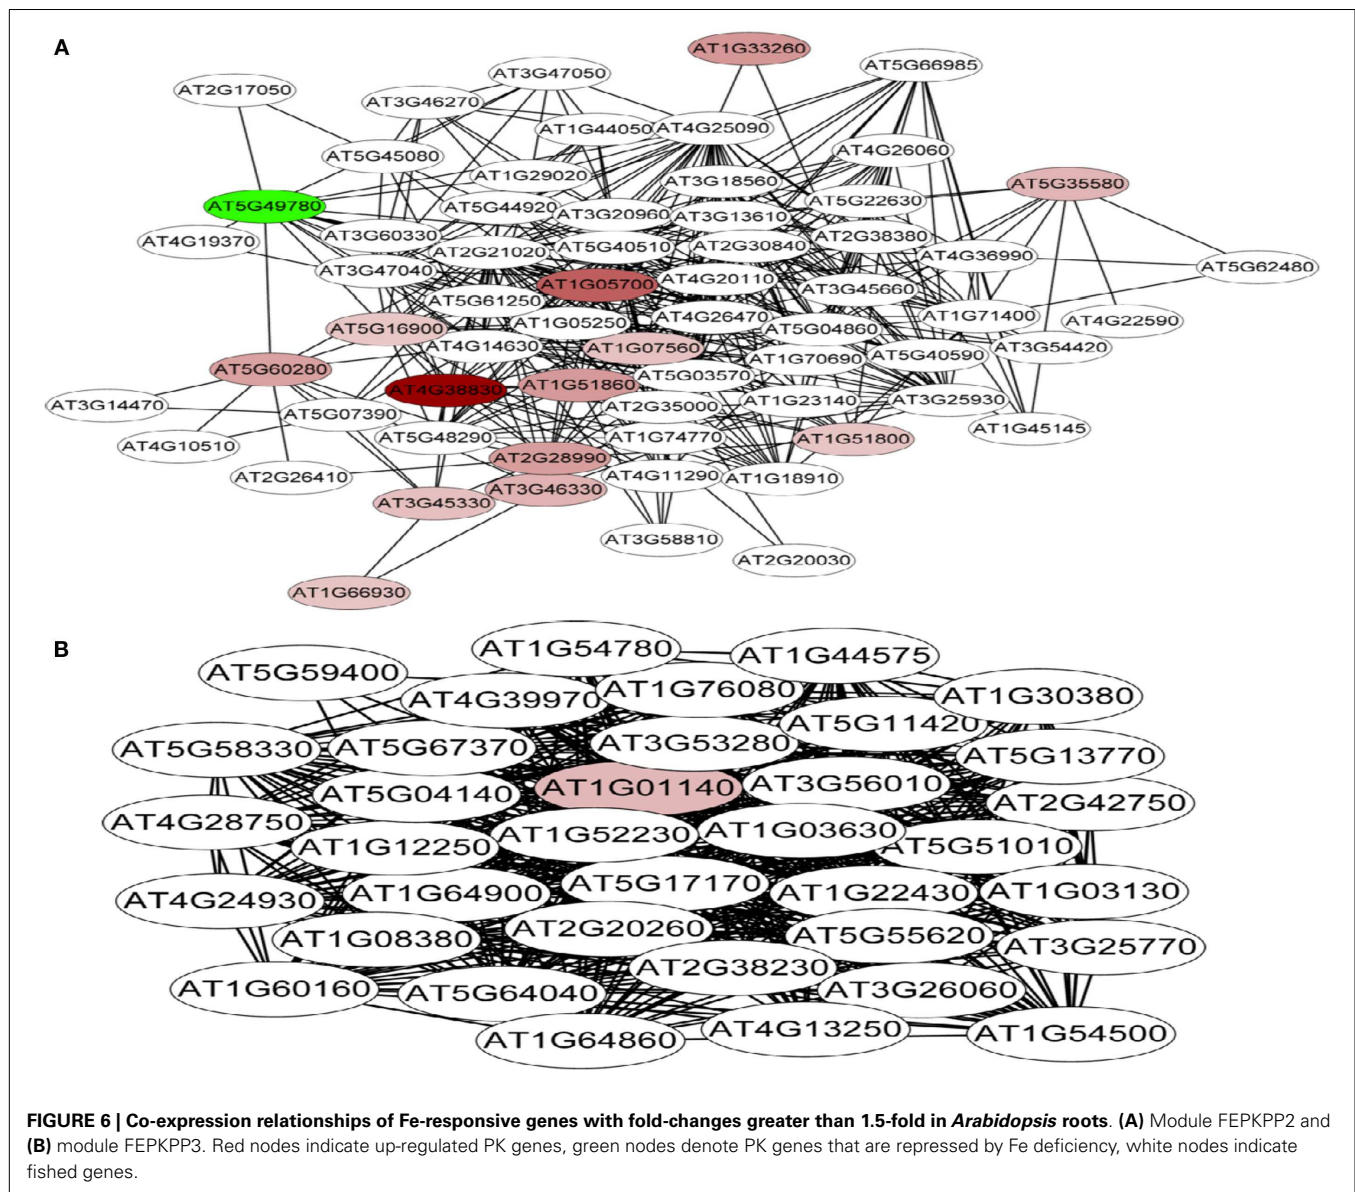 A
AT1G33260
AT5G66985
AT3G47050
AT2G17050
AT3G46270
AT1G44050
AT4G25090
AT5G45080
AT4G26060
AT1G29020
AT3G18560
AT5G35580
AT5G49780
AT5G44920
AT3G20960
AT3G13610
AT5G22630
AT4G19370
AT3G60330
AT2G21020
AT5G40510
AT2G30840
AT2G38380
AT4G36990
AT3G47040
AT5G62480
AT1G05700
AT4G20110
AT3G45660
AT5G61250
AT5G16900
AT1G05250
AT4G26470
AT5G04860
AT1G71400
AT4G22590
AT4G14630
AT1G07560
AT1G70690
AT5G40590
AT3G54420
AT5G60280
AT4G38830
AT1G51860
AT5G03570
AT3G14470
AT5G07390
AT2G35000
AT1G23140
AT3G25930
AT4G10510
AT5G48290
AT1G74770
AT1G51800
AT1G45145
AT2G26410
AT2G28990
AT4G11290
AT1G18910
AT3G45330
AT3G46330
AT3G58810
AT2G20030
AT1G66930
B
AT1G54780
AT1G44575
AT5G59400
AT4G39970
AT1G76080
AT1G30380
AT5G11420
AT5G58330
AT5G67370
AT3G53280
AT5G13770
AT5G04140
AT1G01140
AT3G56010
AT2G42750
AT4G28750
AT1G12250
AT1G52230
AT1G03630
AT5G51010
AT4G24930
AT1G64900
AT5G17170
AT1G22430
AT1G03130
AT1G08380
AT2G20260
AT5G55620
AT3G25770
AT2G38230
AT1G60160
AT5G64040
AT3G26060
AT1G64860
AT4G13250
AT1G54500
FIGURE 6 | Co-expression relationships of Fe-responsive genes with fold-changes greater than 1.5-fold in Arabidopsis roots. (A) Module FEPKPP2 and
(B) module FEPKPP3. Red nodes indicate up-regulated PK genes, green nodes denote PK genes that are repressed by Fe deficiency, white nodes indicate
fished genes.